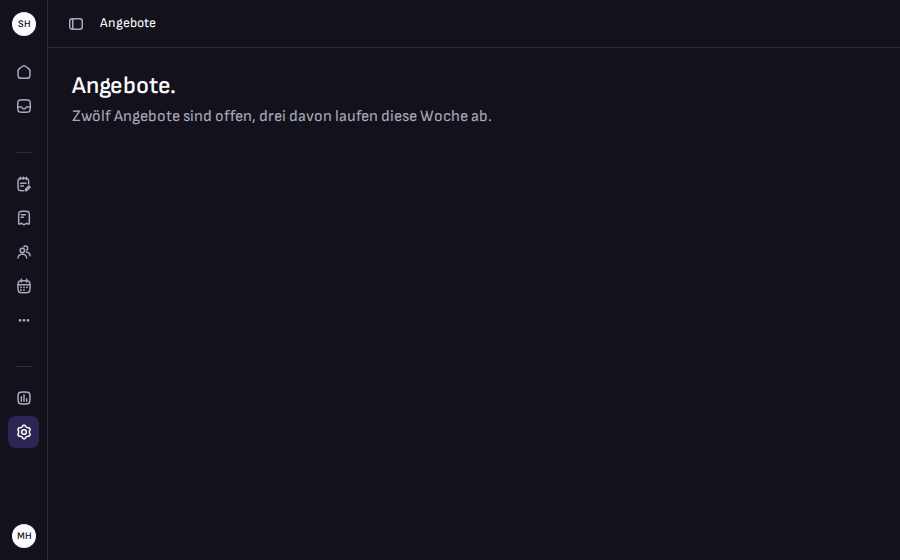 SH
Angebote
Angebote.
Zwölf Angebote sind offen, drei davon laufen diese Woche ab.
MH